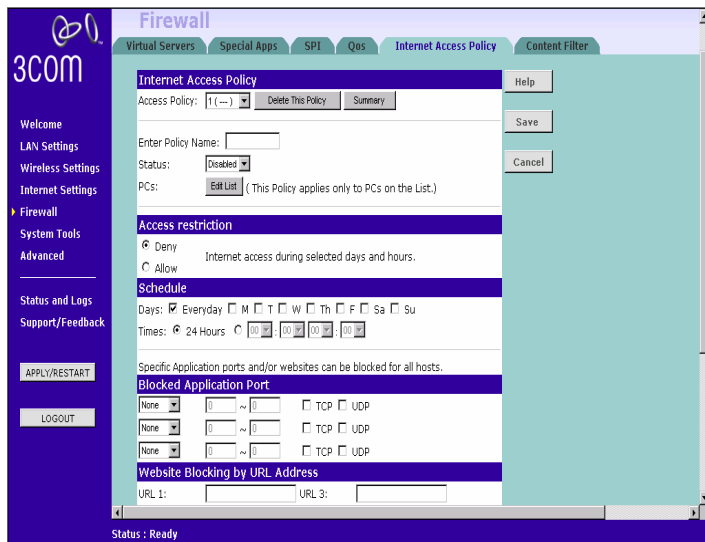 Firewall
Virtual Servers Special Apps SPI Qos Internet Access Policy Content Filter
3COM
Welcome
LAN Settings
Wireless Settings
Internet Settings
Firewall
System Tools
Advanced
Status and Logs
Support/Feedback
APPLY/RESTART
LOGOUT
Internet Access Policy
Access Policy: 1 ( --- ) Delete This Policy Summary
Enter Policy Name:
Status: Disabled
PCs: Edit List ( This Policy applies only to PCs on the List.)
Access restriction
Deny
Internet access during selected days and hours.
Allow
Schedule
Days: Everyday M T W Th F Sa Su
Times: 24 Hours 00 : 00 00 : 00
Specific Application ports and/or websites can be blocked for all hosts.
Blocked Application Port
None 0 ~ 0 TCP UDP
None 0 ~ 0 TCP UDP
None 0 ~ 0 TCP UDP
Website Blocking by URL Address
URL 1: URL 3:
Help
Save
Cancel
Status : Ready